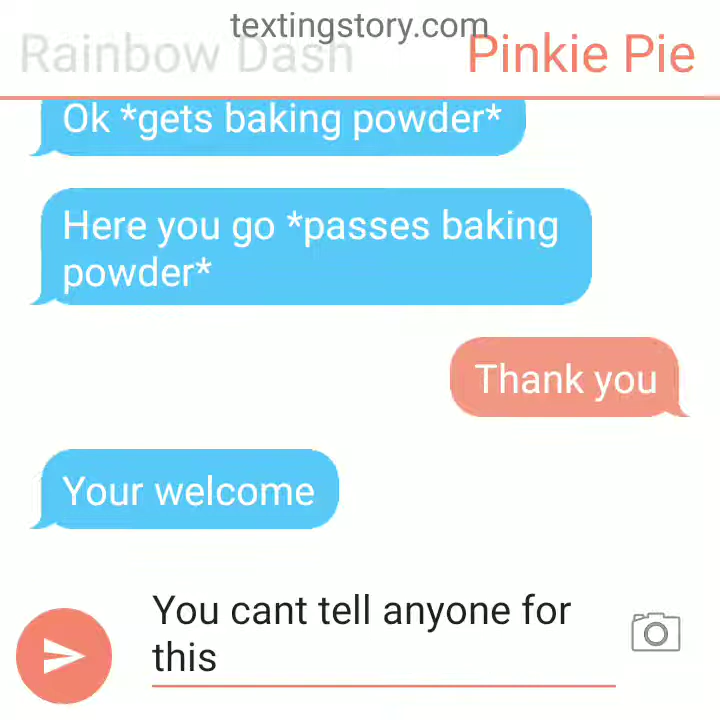 textingstory.com
Rainbow Dash
Pinkie Pie
Ok *gets baking powder*
Here you go *passes baking
powder*
Thank you
Your welcome
You cant tell anyone for
this